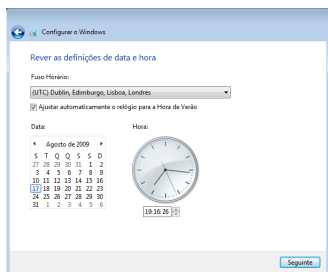 Configurar o Windows
Rever as definições de data e hora
Fuso Horário:
(UTC) Dublin, Edimburgo, Lisboa, Londres
Ajustar automaticamente o relógio para a Hora de Verão
Data: Hora:
Agosto de 2009
S T Q Q S S D
27 28 29 30 31 1 2
3 4 5 6 7 8 9
10 11 12 13 14 15 16
17 18 19 20 21 22 23
24 25 26 27 28 29 30
31 1 2 3 4 5 6
19:16:26
Seguinte